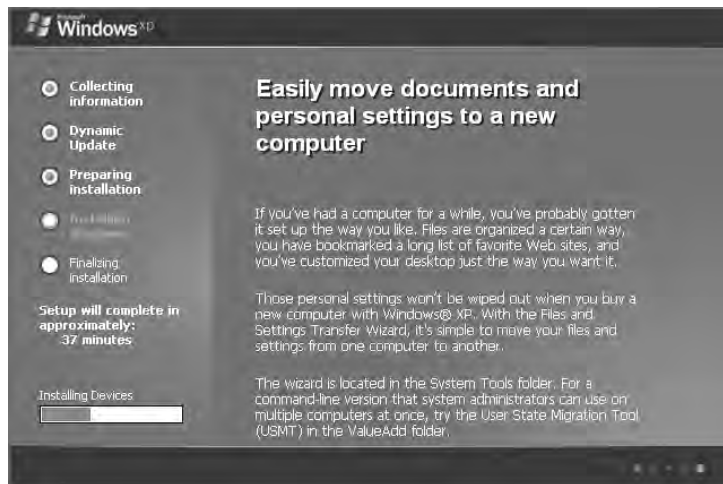 Microsoft
Windows xp
Collecting
information
Dynamic
Update
Preparing
installation
Finalizing
installation
Setup will complete in
approximately:
37 minutes
Installing Devices
Easily move documents and
personal settings to a new
computer
If you've had a computer for a while, you've probably gotten
it set up the way you like. Files are organized a certain way,
you have bookmarked a long list of favorite Web sites, and
you've customized your desktop just the way you want it.
Those personal settings won't be wiped out when you buy a
new computer with Windows® XP. With the Files and
Settings Transfer Wizard, it's simple to move your files and
settings from one computer to another.
The wizard is located in the System Tools folder. For a
command-line version that system administrators can use on
multiple computers at once, try the User State Migration Tool
(USMT) in the ValueAdd folder.